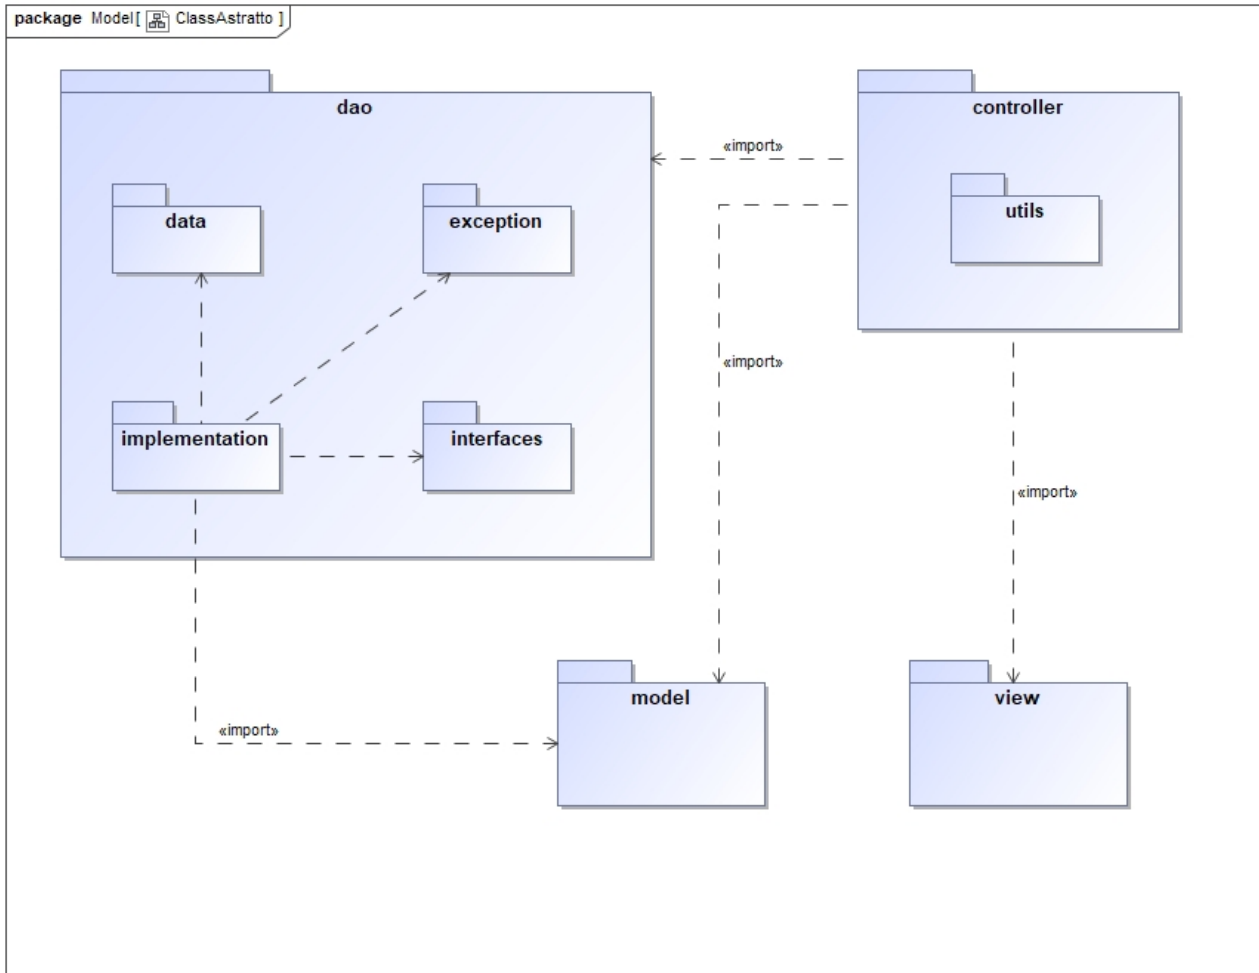 package Model[ ClassAstratto ]
dao
controller
«import»
utils
data
exception
«import»
implementation
interfaces
«import»
model
view
«import»